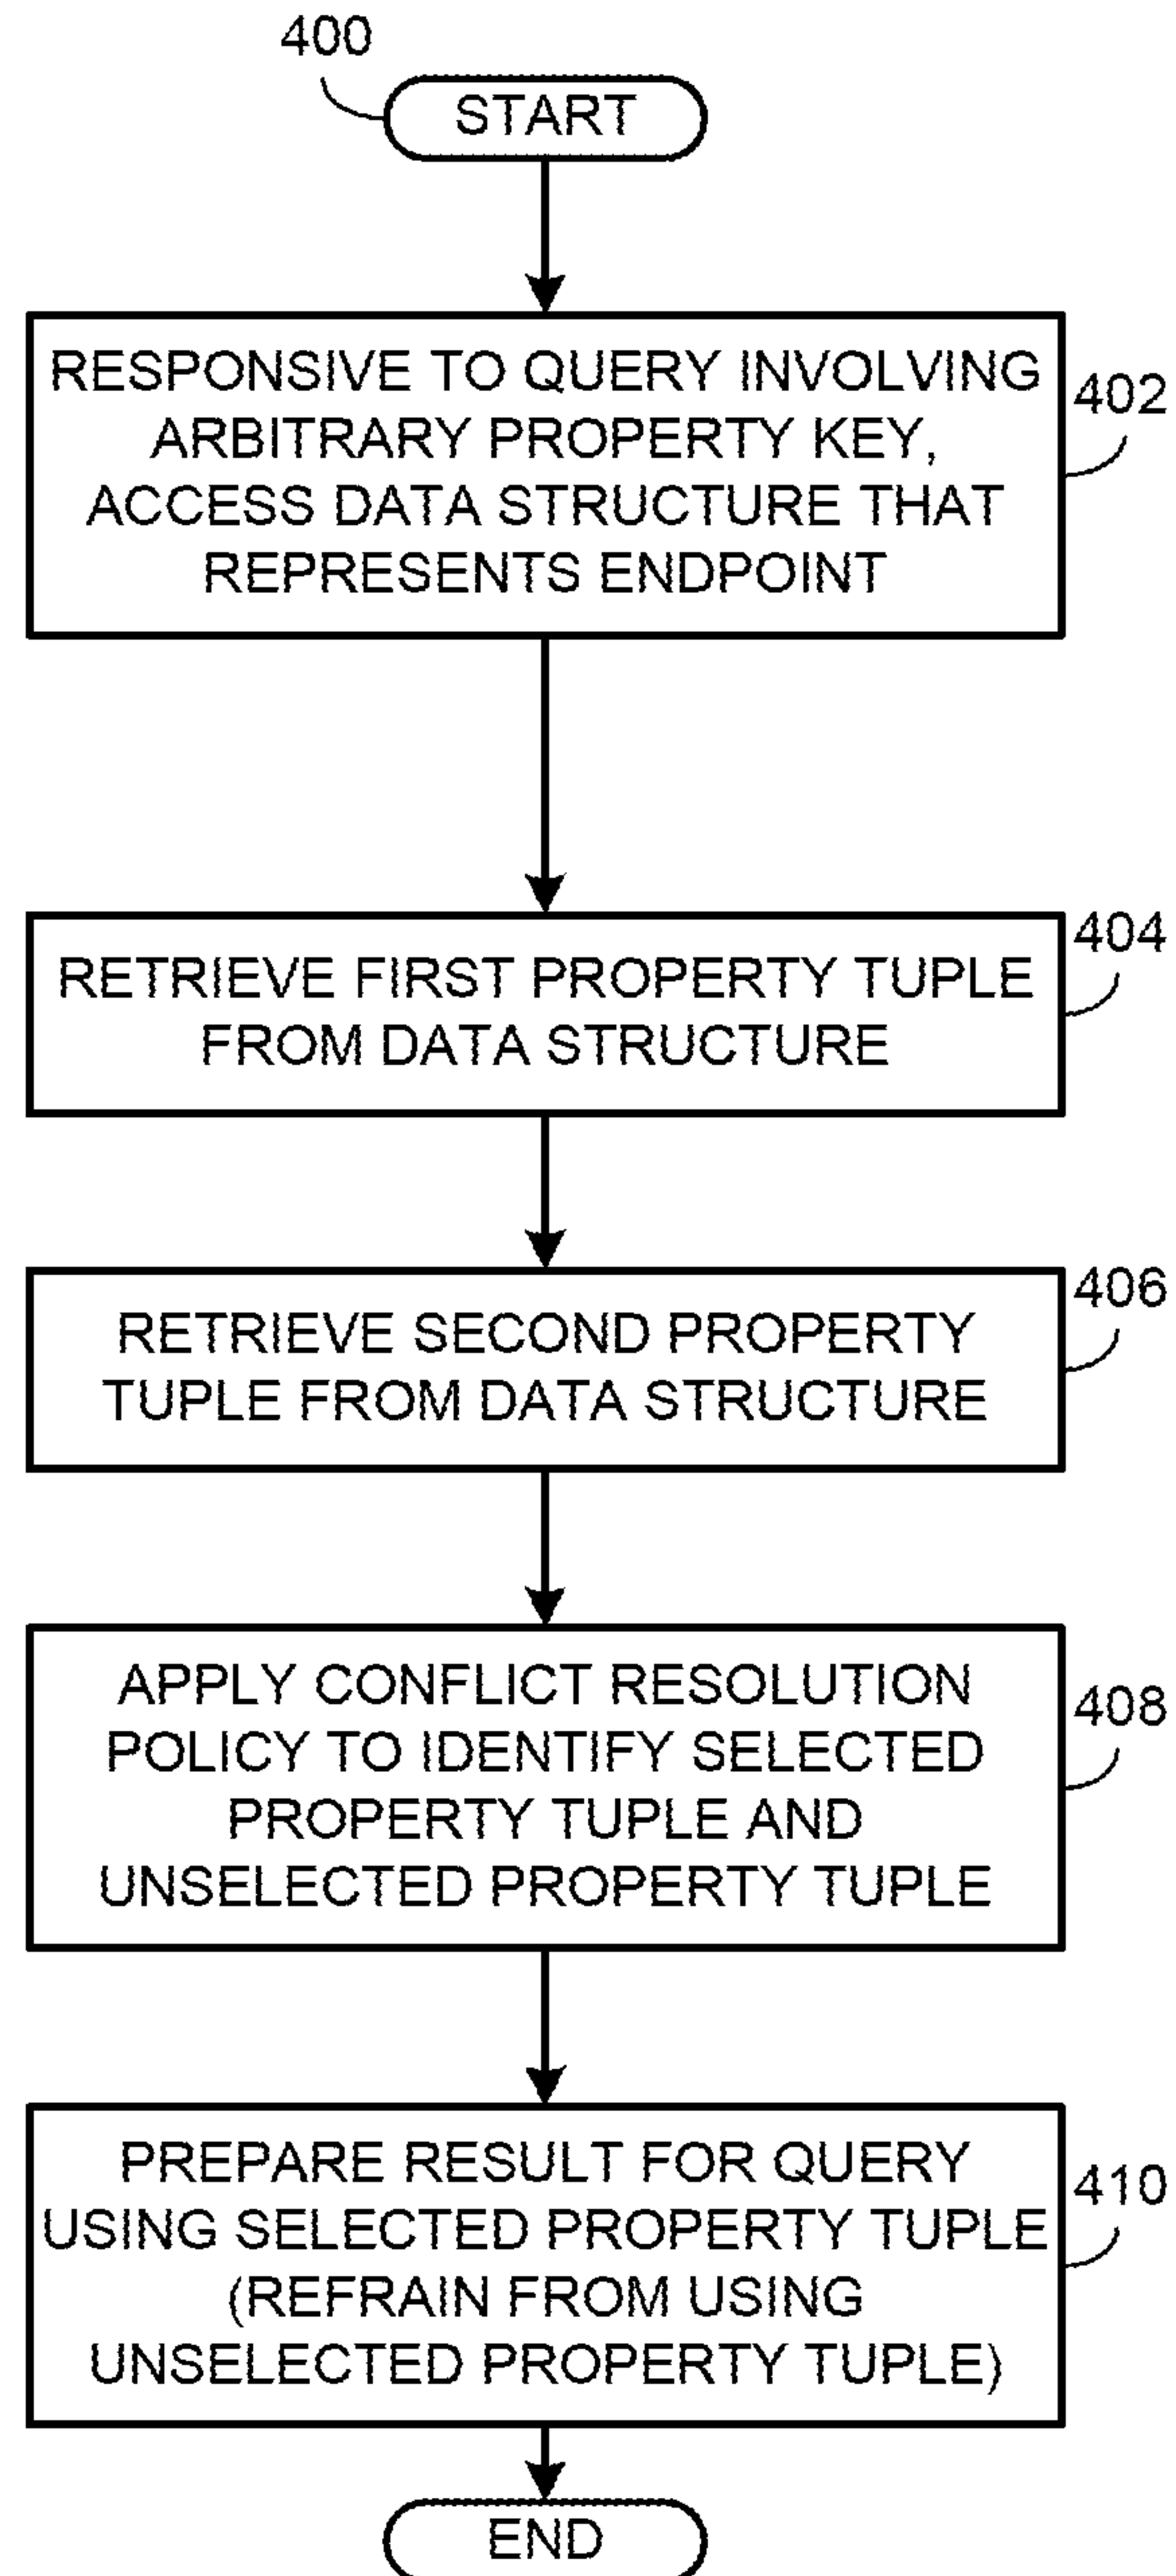 400
START
RESPONSIVE TO QUERY INVOLVING
ARBITRARY PROPERTY KEY,
ACCESS DATA STRUCTURE THAT
REPRESENTS ENDPOINT
402
RETRIEVE FIRST PROPERTY TUPLE
FROM DATA STRUCTURE
404
RETRIEVE SECOND PROPERTY
TUPLE FROM DATA STRUCTURE
406
APPLY CONFLICT RESOLUTION
POLICY TO IDENTIFY SELECTED
PROPERTY TUPLE AND
UNSELECTED PROPERTY TUPLE
408
PREPARE RESULT FOR QUERY
USING SELECTED PROPERTY TUPLE
(REFRAIN FROM USING
UNSELECTED PROPERTY TUPLE)
410
END